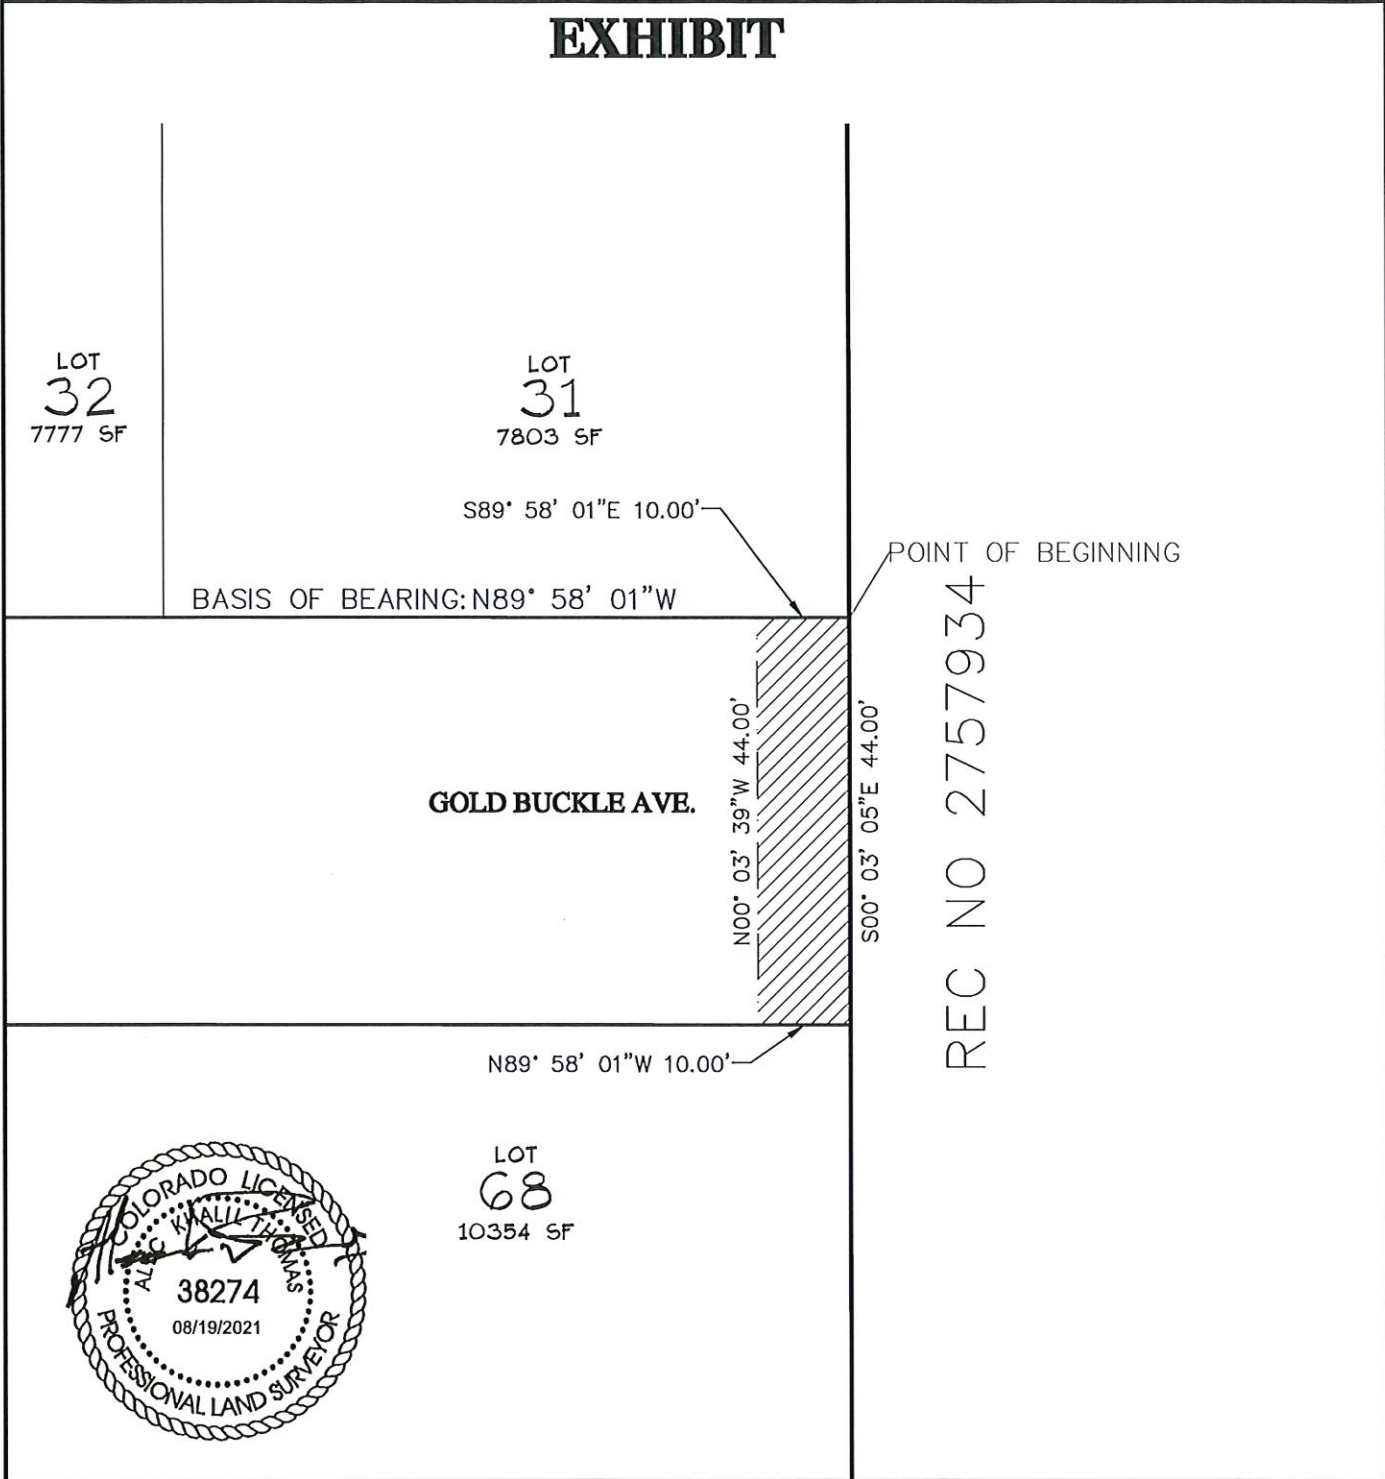 EXHIBIT
LOT
32
7777 SF
LOT
31
7803 SF
S89° 58' 01"E 10.00'
POINT OF BEGINNING
BASIS OF BEARING: N89° 58' 01"W
GOLD BUCKLE AVE.
N00° 03' 39"W 44.00'
S00° 03' 05"E 44.00'
REC NO 2757934
N89° 58' 01"W 10.00'
LOT
68
10354 SF
COLORADO LICENSED
ALEC KHALIL THOMAS
38274
08/19/2021
PROFESSIONAL LAND SURVEYOR